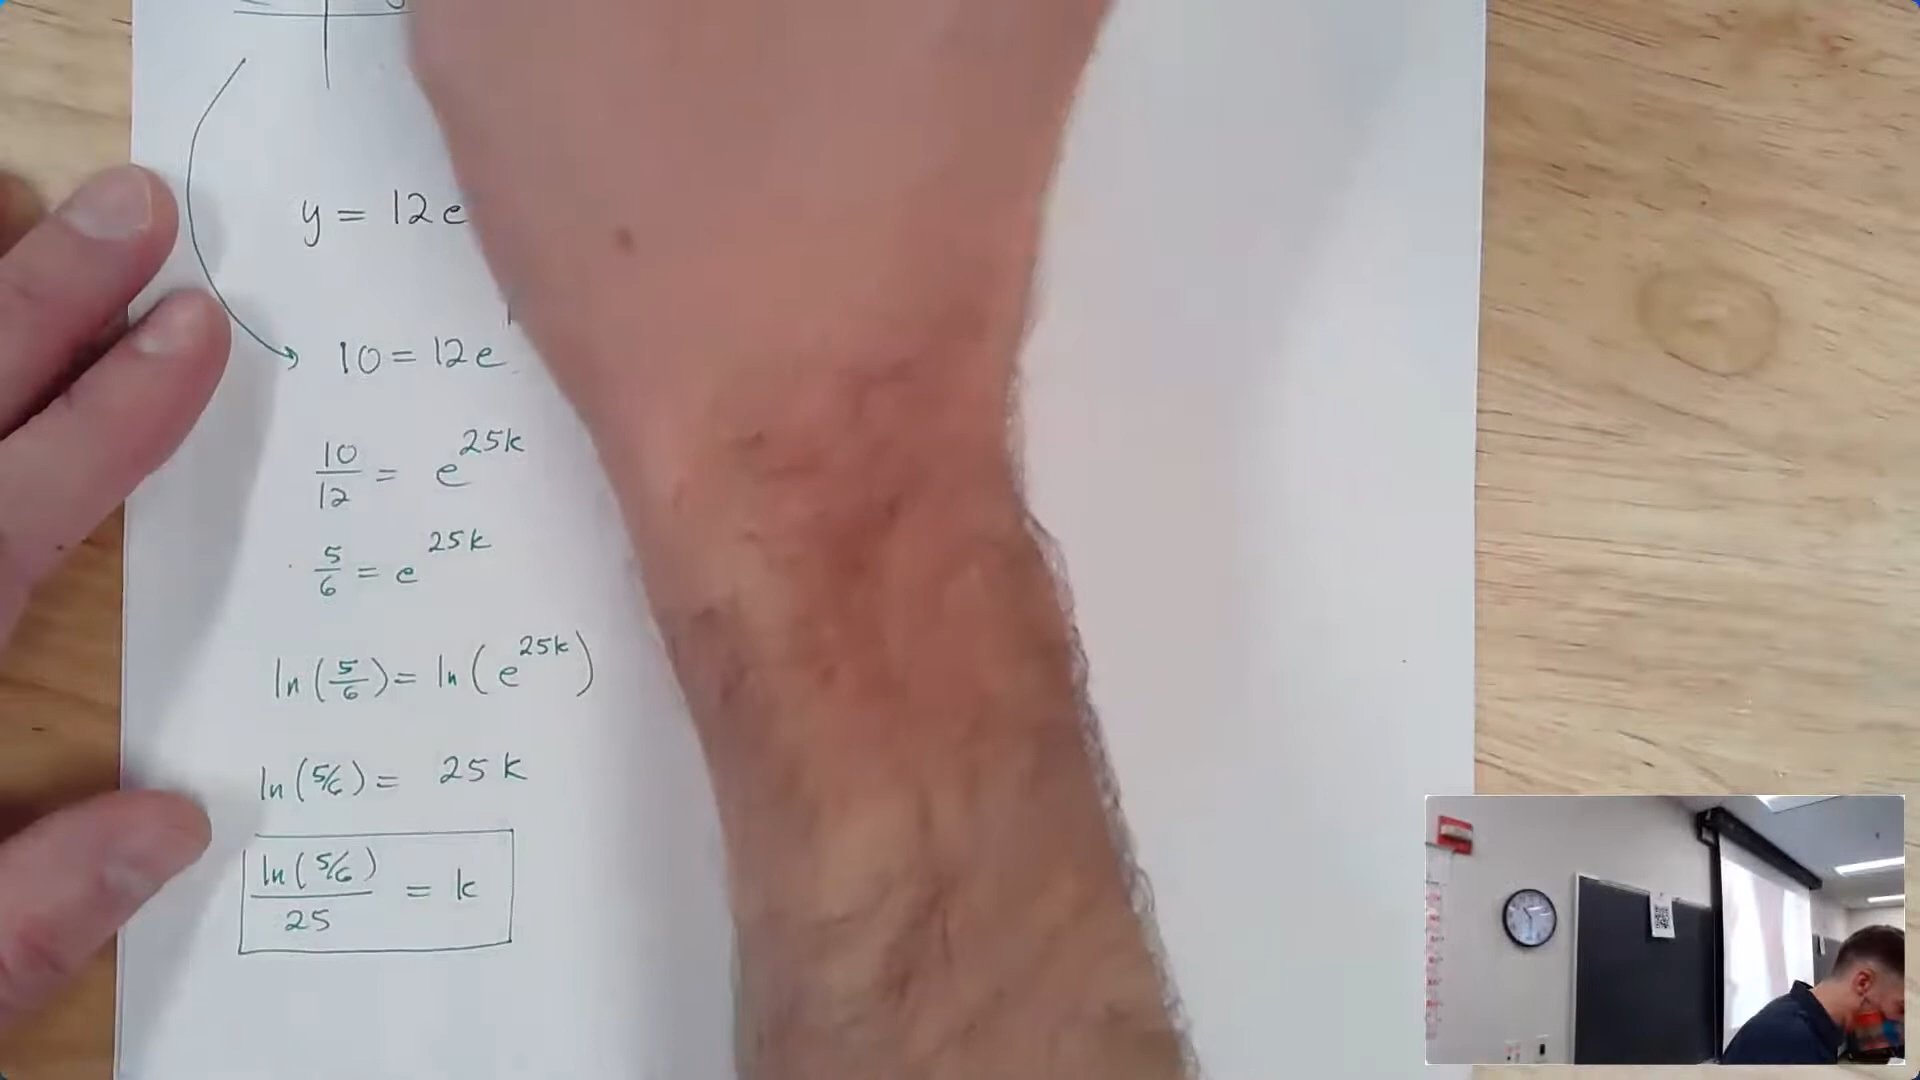 y = 12e
10 = 12e
10/12 = e^25k
5/6 = e^25k
ln(5/6) = ln(e^25k)
ln(5/6) = 25k
ln(5/6)/25 = k